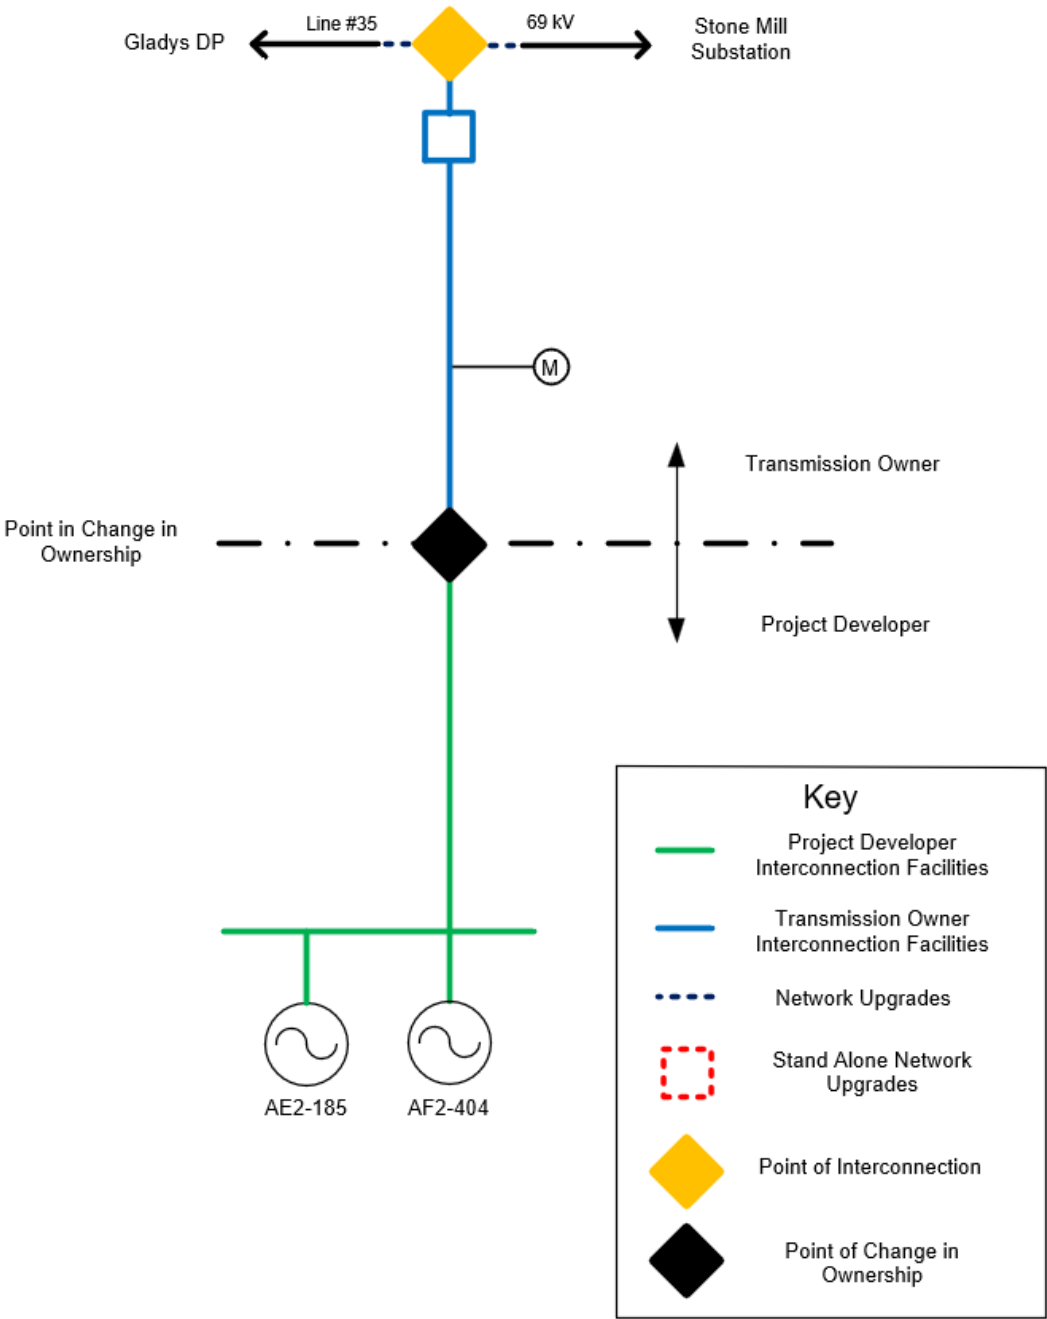 Line #35
69 kV
Gladys DP
Stone Mill
Substation
M
Transmission Owner
Point in Change in
Ownership
Project Developer
Key
Project Developer
Interconnection Facilities
Transmission Owner
Interconnection Facilities
Network Upgrades
Stand Alone Network
Upgrades
Point of Interconnection
Point of Change in
Ownership
AE2-185
AF2-404